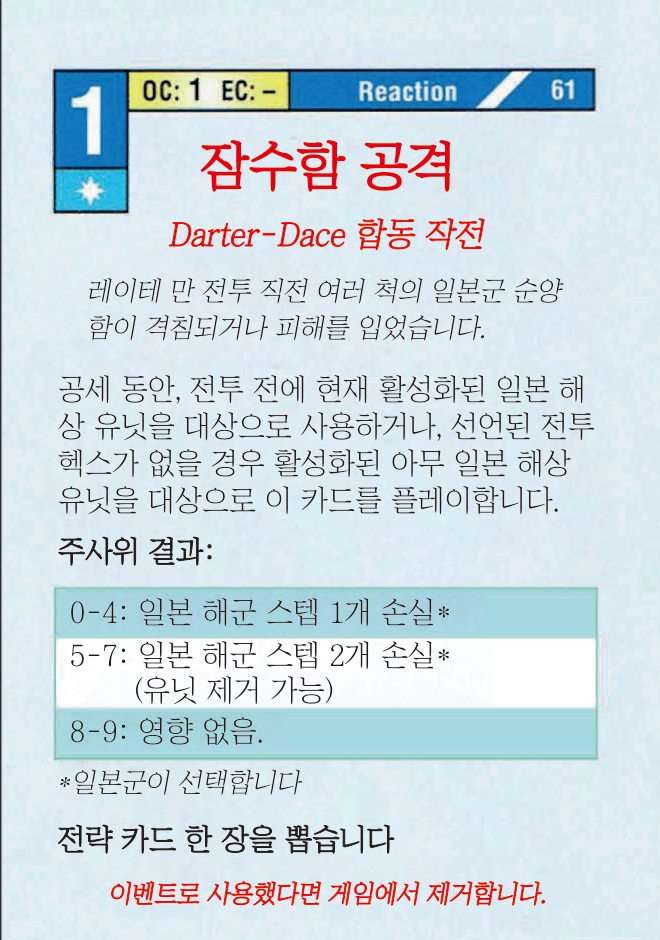 1
OC: 1 EC: –
Reaction
61
잠수함 공격
Darter-Dace 합동 작전
레이테 만 전투 직전 여러 척의 일본군 순양
함이 격침되거나 피해를 입었습니다.
공세 동안, 전투 전에 현재 활성화된 일본 해
상 유닛을 대상으로 사용하거나, 선언된 전투
헥스가 없을 경우 활성화된 아무 일본 해상
유닛을 대상으로 이 카드를 플레이합니다.
주사위 결과:
0-4: 일본 해군 스텝 1개 손실*
5-7: 일본 해군 스텝 2개 손실*
(유닛 제거 가능)
8-9: 영향 없음.
*일본군이 선택합니다
전략 카드 한 장을 뽑습니다
이벤트로 사용했다면 게임에서 제거합니다.